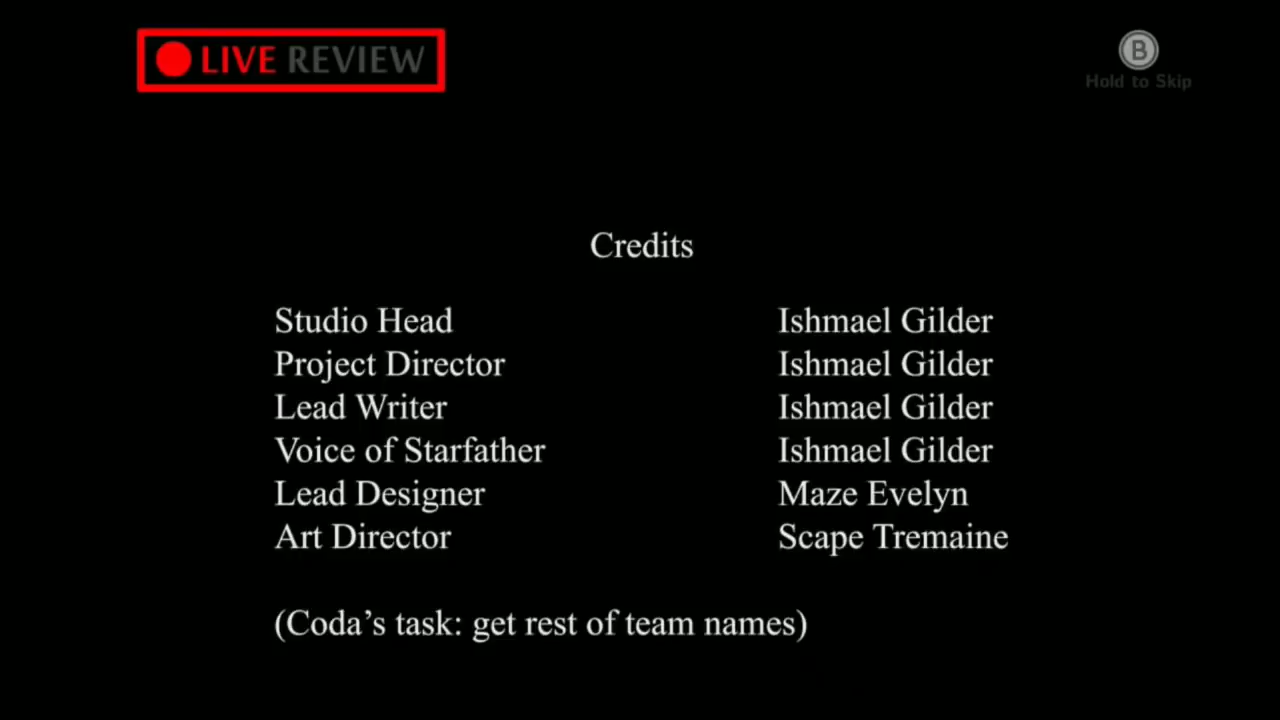 LIVE REVIEW
B
Hold to Skip
Credits
Studio Head Ishmael Gilder
Project Director Ishmael Gilder
Lead Writer Ishmael Gilder
Voice of Starfather Ishmael Gilder
Lead Designer Maze Evelyn
Art Director Scape Tremaine
(Coda’s task: get rest of team names)